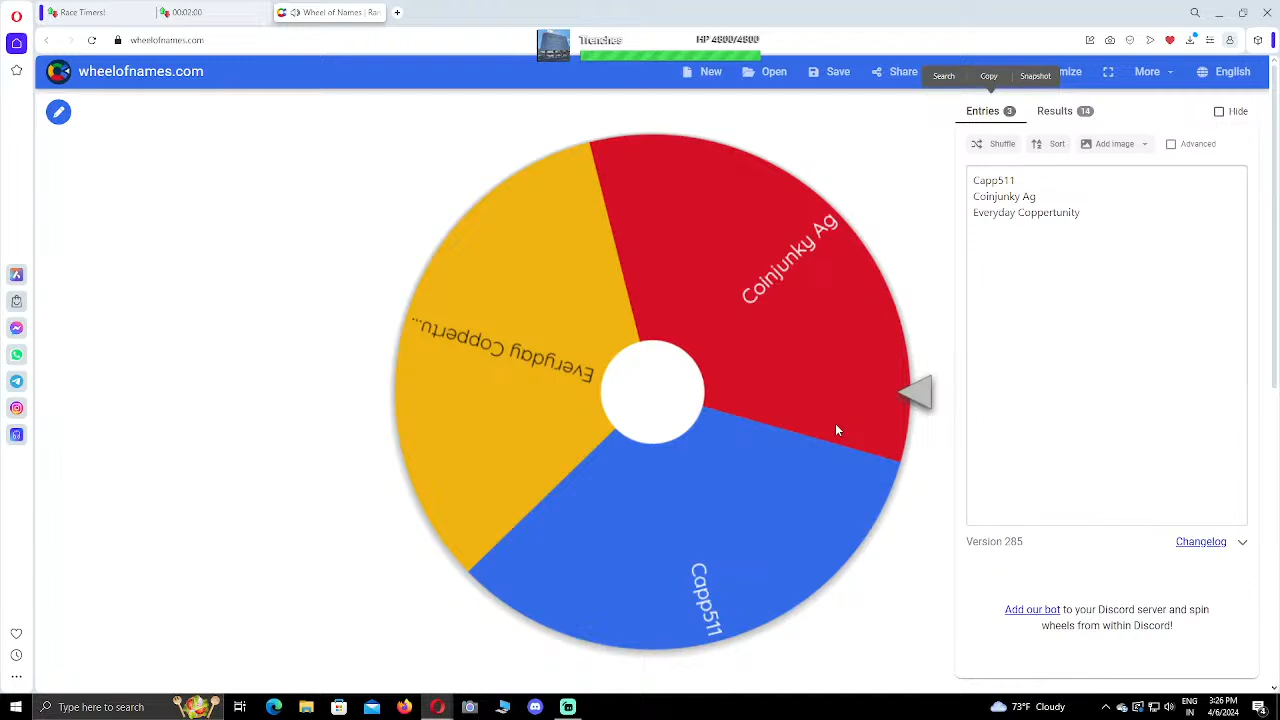 Race Timers!
00:02:00
Wheel of Names | Ra
wheelofnames.com
Trenches HP 4800/4800
wheelofnames.com
New
Open
Save
Share
mize
More
English
Search
Copy
Snapshot
Entries 3
Results 14
Hide
Shuffle
Sort
Add image
Advanced
Capp511
Coinjunky Ag
Everyday Coppertunity
Coinjunky Ag
Everyday Coppertu...
Capp511
Version 285
Changelog
Add our bot to your Discord server and spin
wheels from within Discord!
Type here to search
73°F Cloudy
ENG
IN
5:26 PM
4/6/2024